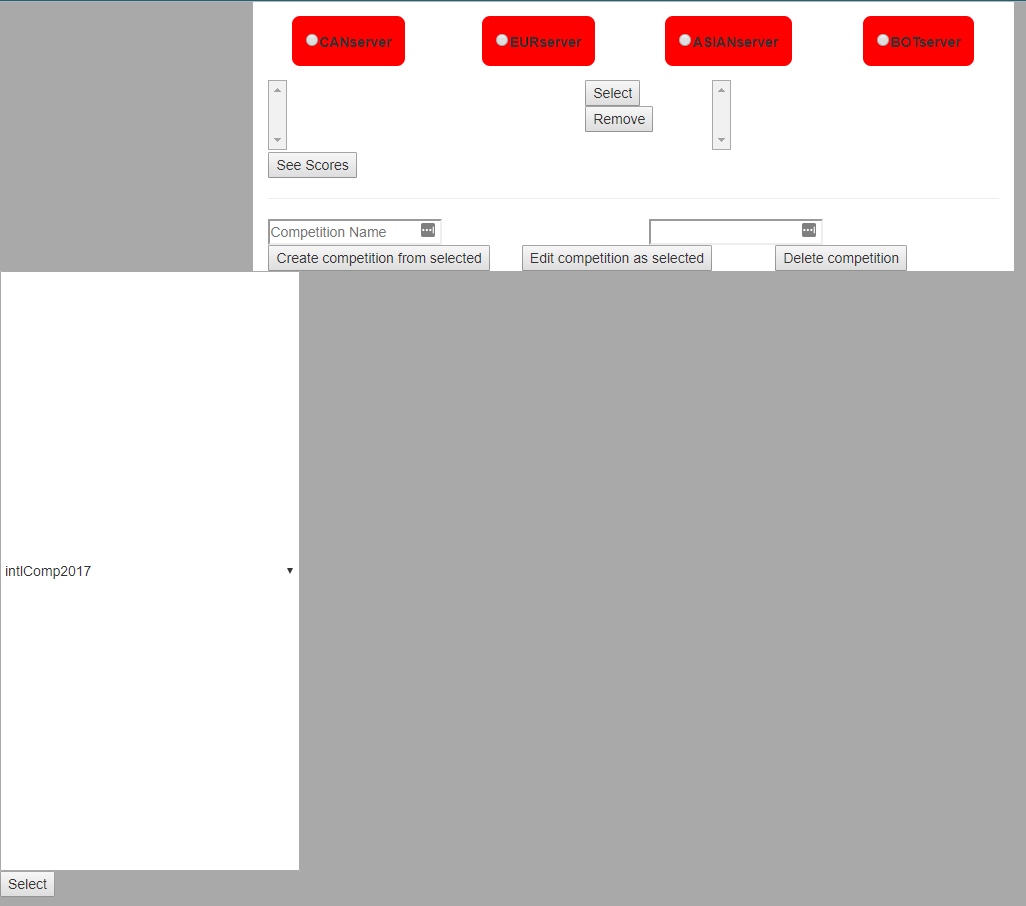 CANserver EURserver ASIANserver BOTserver
Select
Remove
See Scores
Competition Name
Create competition from selected Edit competition as selected Delete competition
intlComp2017
Select